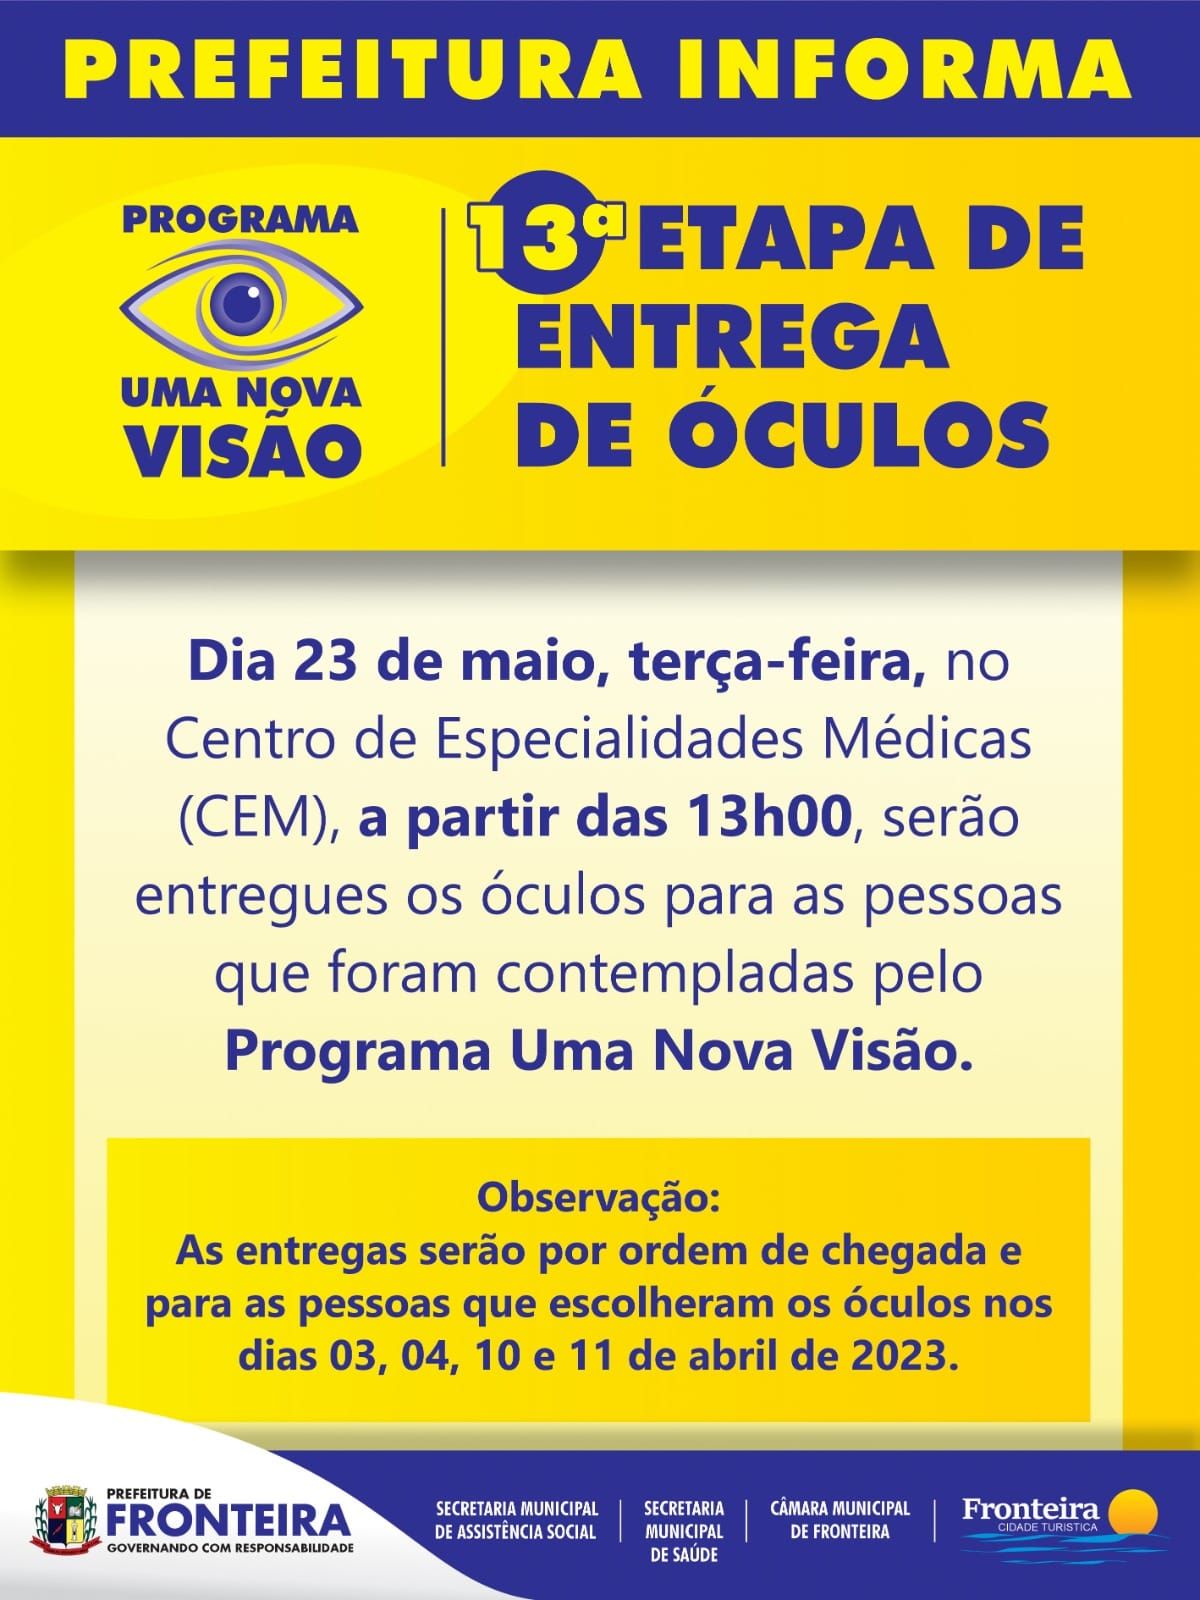 PREFEITURA INFORMA
PROGRAMA
UMA NOVA
VISÃO
13ª ETAPA DE
ENTREGA
DE ÓCULOS
Dia 23 de maio, terça-feira, no
Centro de Especialidades Médicas
(CEM), a partir das 13h00, serão
entregues os óculos para as pessoas
que foram contempladas pelo
Programa Uma Nova Visão.
Observação:
As entregas serão por ordem de chegada e
para as pessoas que escolheram os óculos nos
dias 03, 04, 10 e 11 de abril de 2023.
PREFEITURA DE
FRONTEIRA
GOVERNANDO COM RESPONSABILIDADE
SECRETARIA MUNICIPAL
DE ASSISTÊNCIA SOCIAL
SECRETARIA
MUNICIPAL
DE SAÚDE
CÂMARA MUNICIPAL
DE FRONTEIRA
Fronteira
CIDADE TURISTICA